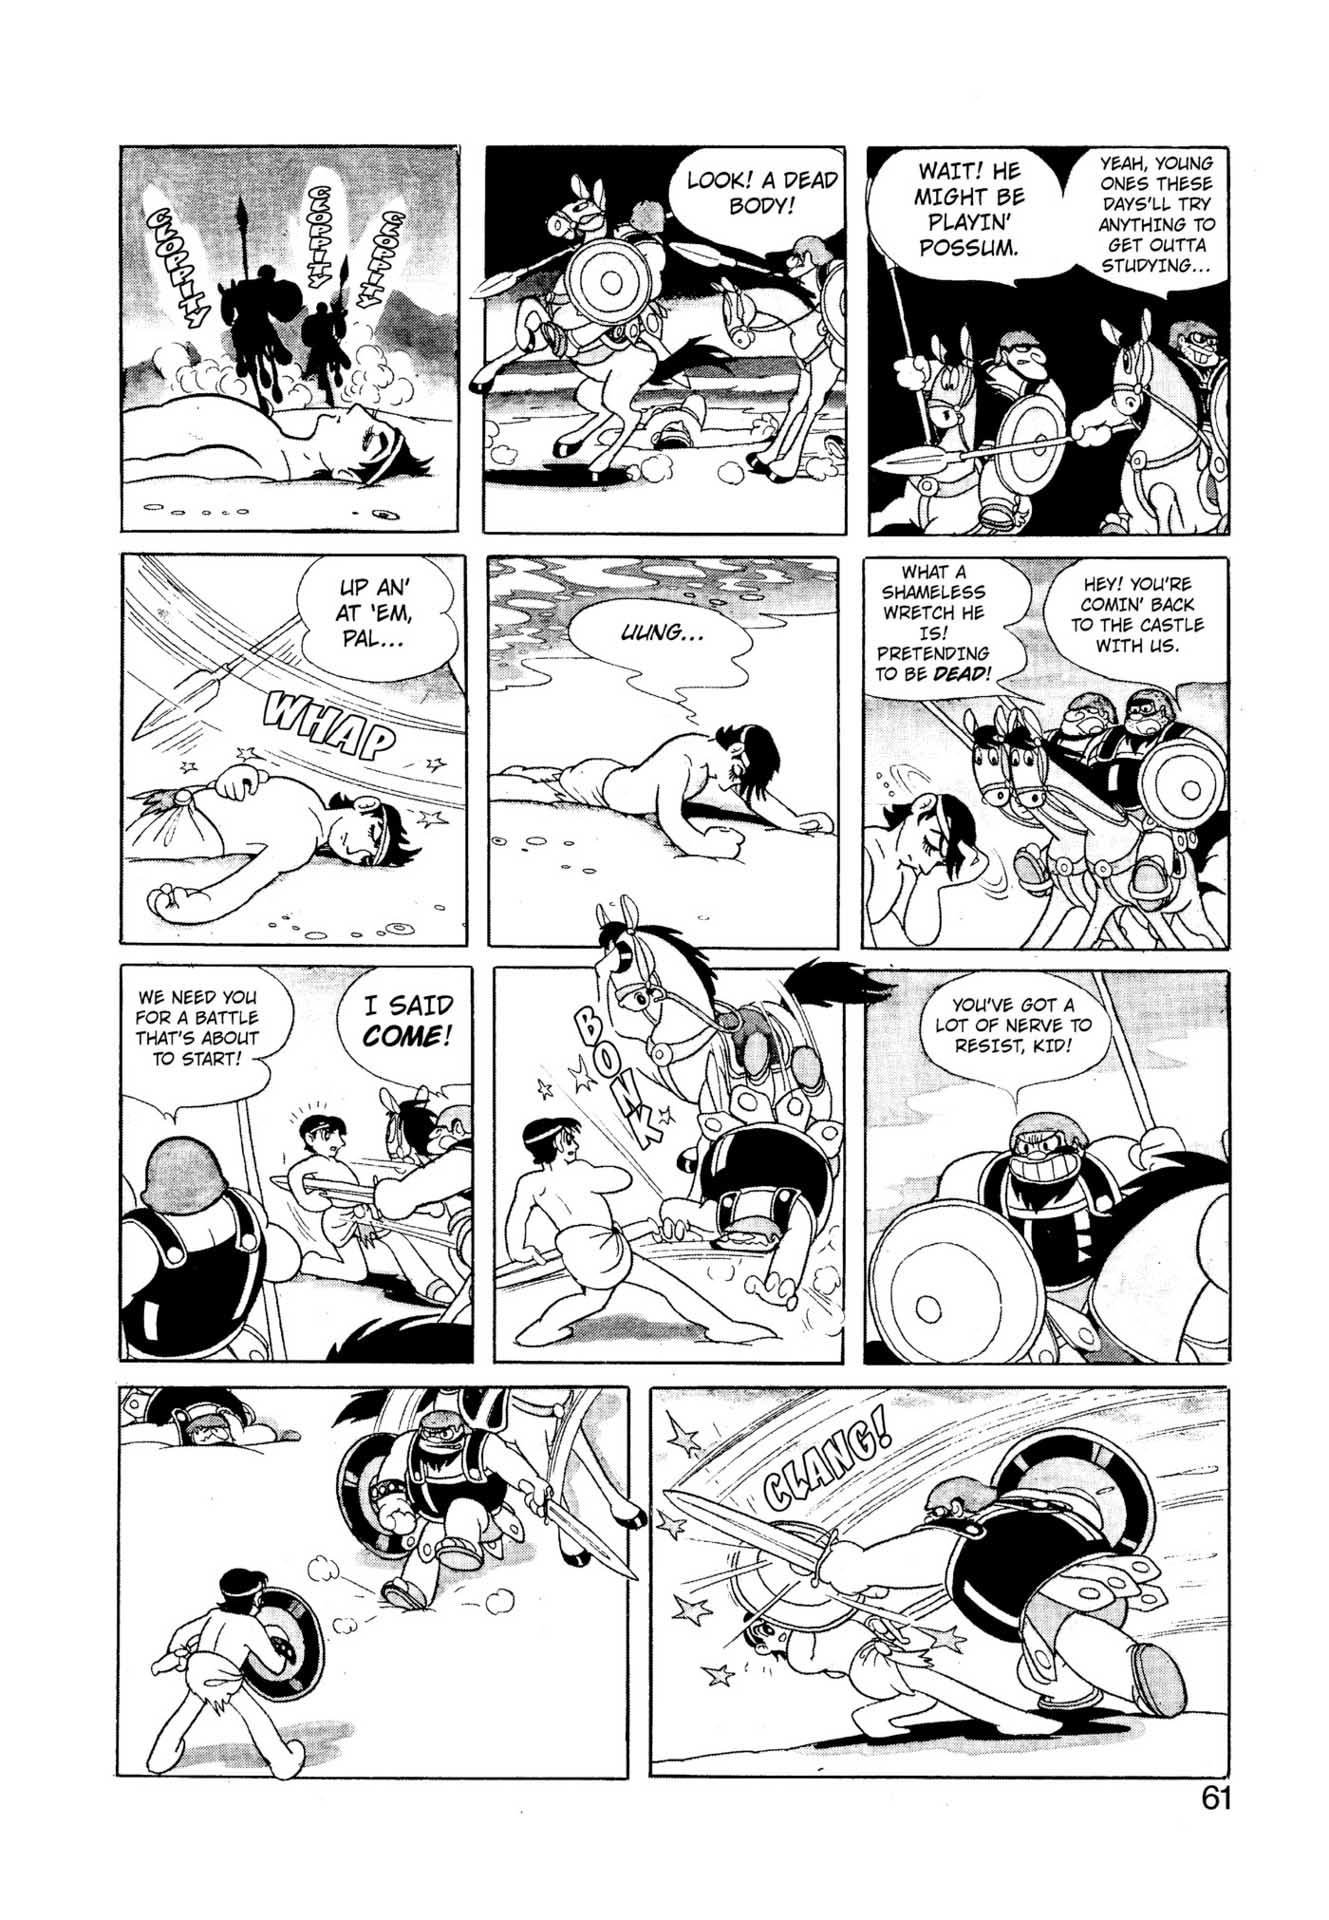 CLOPPITY
CLOPPITY
CLOPPITY
LOOK! A DEAD
BODY!
WAIT! HE
MIGHT BE
PLAYIN'
POSSUM.
YEAH, YOUNG
ONES THESE
DAYS'LL TRY
ANYTHING TO
GET OUTTA
STUDYING...
UP AN'
AT 'EM,
PAL...
WHAP
UUNG...
WHAT A
SHAMELESS
WRETCH HE
IS!
PRETENDING
TO BE DEAD!
HEY! YOU'RE
COMIN' BACK
TO THE CASTLE
WITH US.
WE NEED YOU
FOR A BATTLE
THAT'S ABOUT
TO START!
I SAID
COME!
BONK
YOU'VE GOT A
LOT OF NERVE TO
RESIST, KID!
CLANG!
61